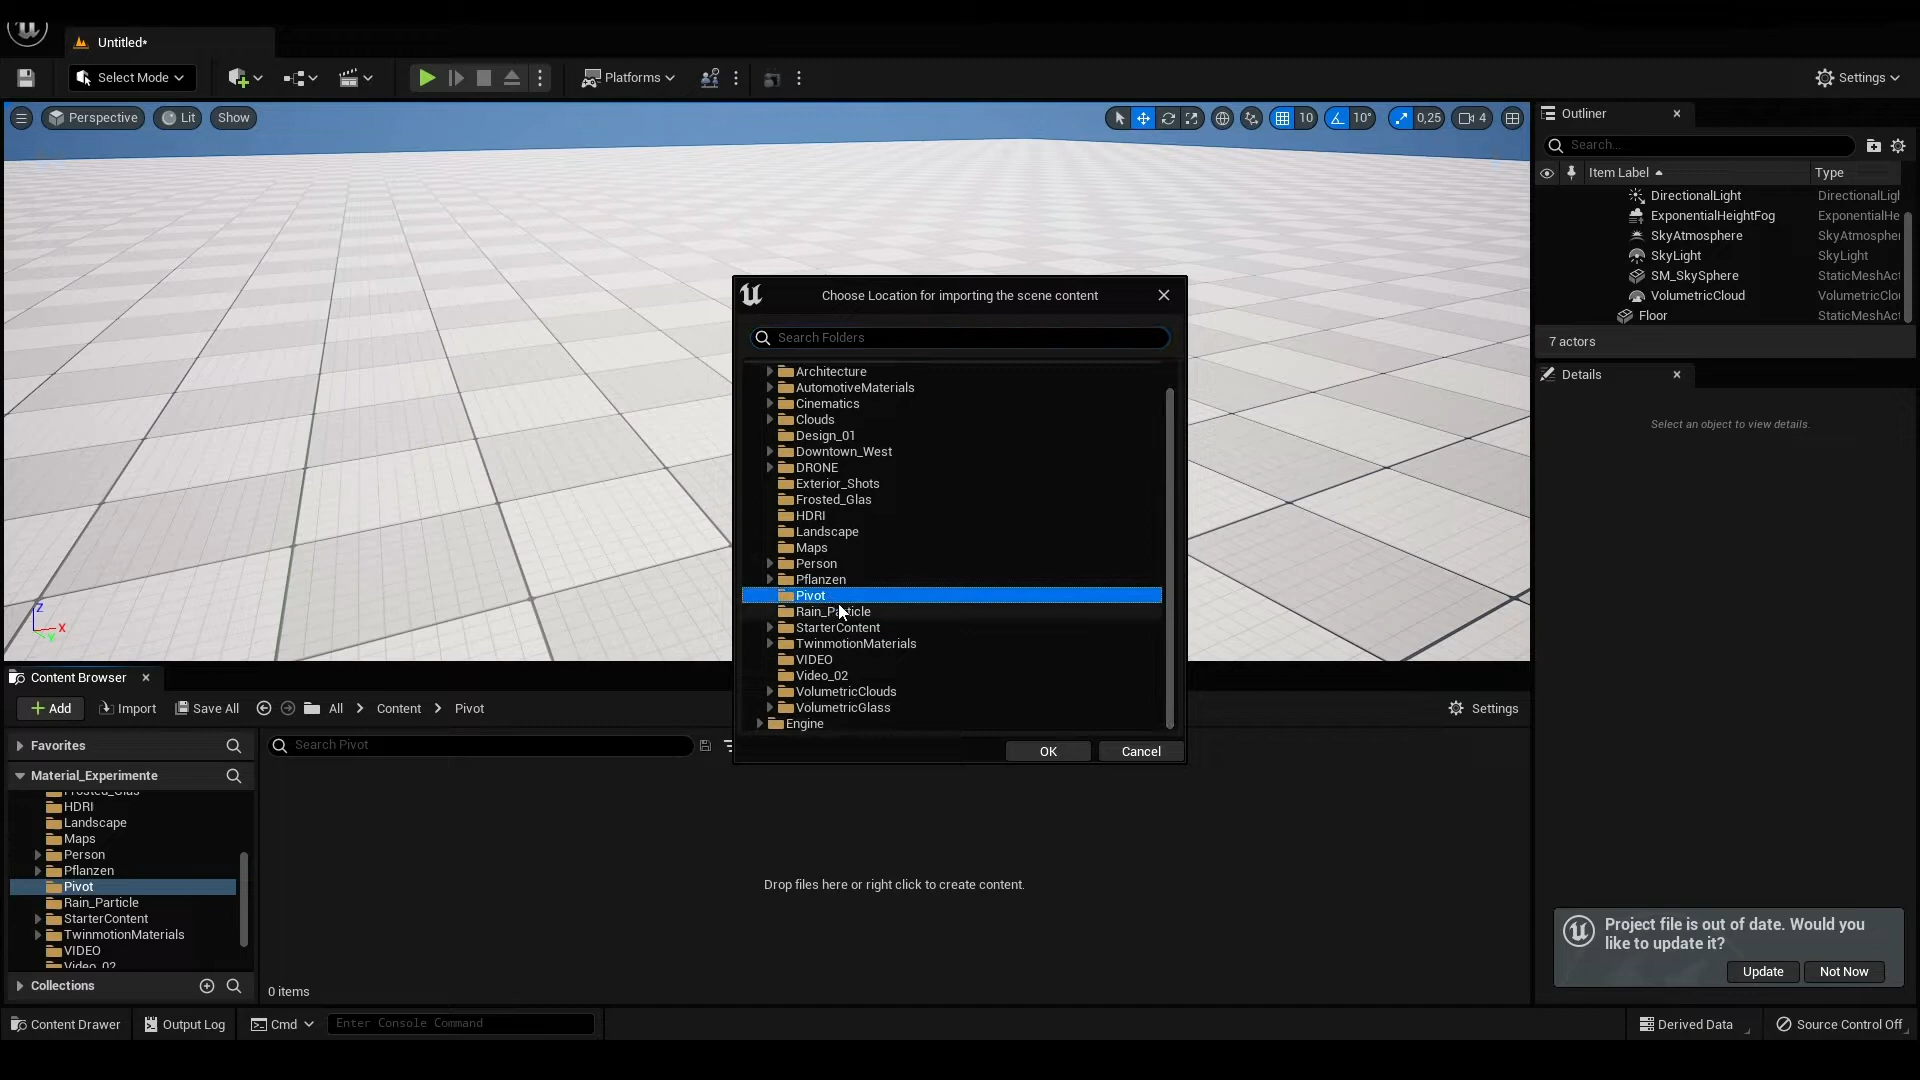 Untitled*
Select Mode
Platforms
Settings
Perspective
Lit
Show
10
10°
0,25
4
Outliner
Search...
Item Label
Type
DirectionalLight
DirectionalLigl
ExponentialHeightFog
ExponentialHe
SkyAtmosphere
SkyAtmospher
SkyLight
SkyLight
SM_SkySphere
StaticMeshAct
VolumetricCloud
VolumetricClou
Floor
StaticMeshAct
7 actors
Details
Select an object to view details.
Z
X
Y
Choose Location for importing the scene content
Search Folders
Architecture
AutomotiveMaterials
Cinematics
Clouds
Design_01
Downtown_West
DRONE
Exterior_Shots
Frosted_Glas
HDRI
Landscape
Maps
Person
Pflanzen
Pivot
Rain_Particle
StarterContent
TwinmotionMaterials
VIDEO
Video_02
VolumetricClouds
VolumetricGlass
Engine
OK
Cancel
Content Browser
Add
Import
Save All
All
Content
Pivot
Settings
Favorites
Search Pivot
Material_Experimente
Frosted_Glas
HDRI
Landscape
Maps
Person
Pflanzen
Pivot
Rain_Particle
StarterContent
TwinmotionMaterials
VIDEO
Video_02
Collections
Drop files here or right click to create content.
0 items
Project file is out of date. Would you
like to update it?
Update
Not Now
Content Drawer
Output Log
Cmd
Enter Console Command
Derived Data
Source Control Off